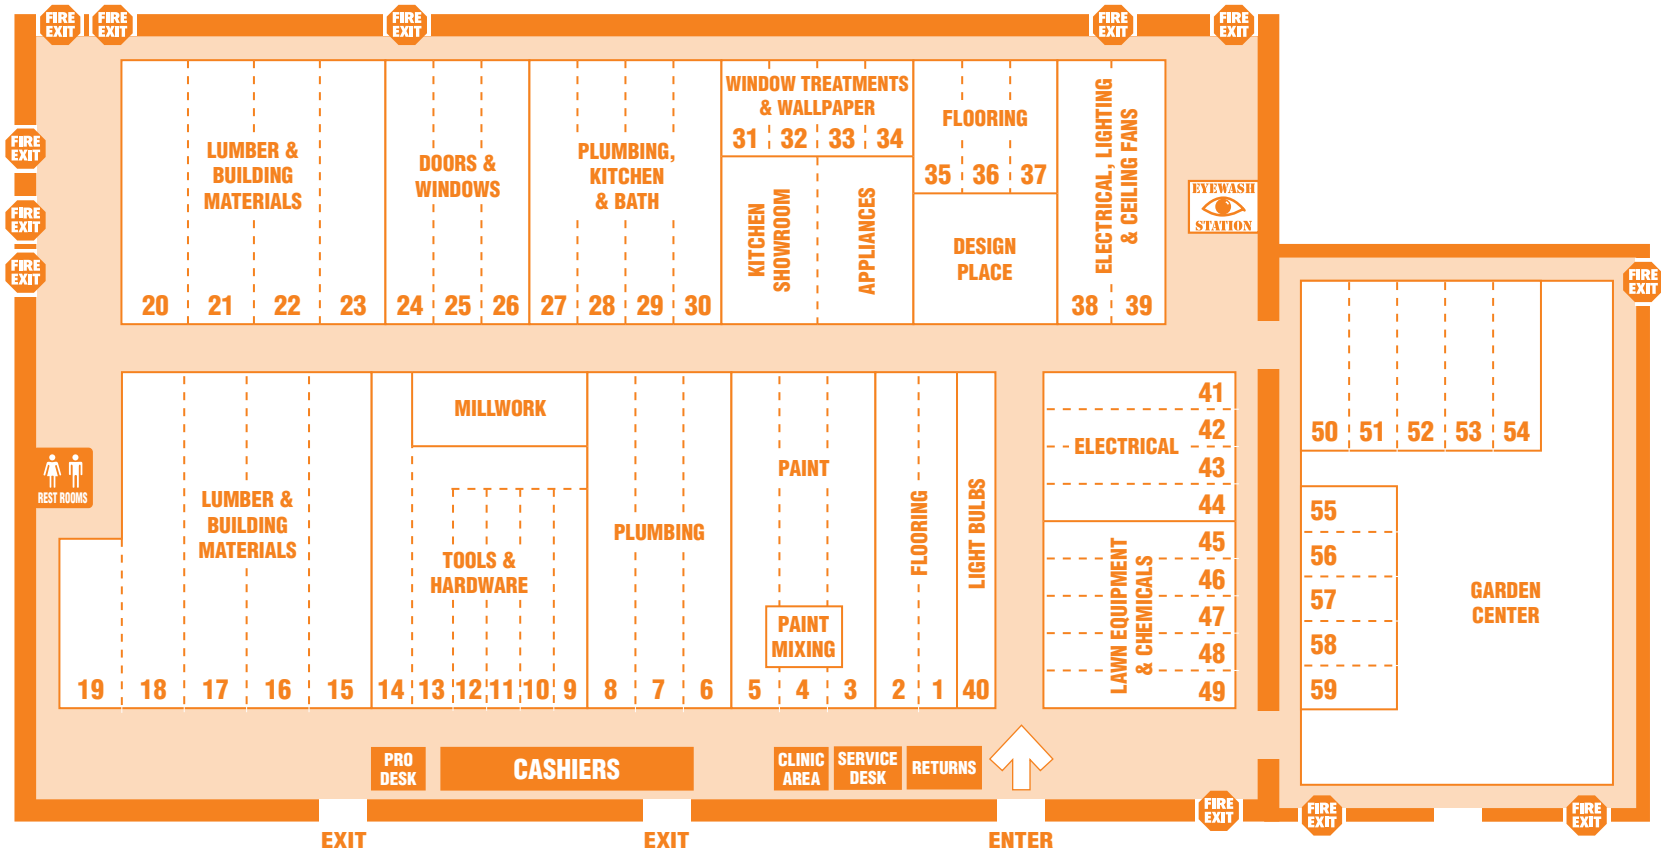 FIRE
EXIT
FIRE
EXIT
FIRE
EXIT
FIRE
EXIT
FIRE
EXIT
FIRE
EXIT
FIRE
EXIT
FIRE
EXIT
LUMBER &
BUILDING
MATERIALS
20 21 22 23
DOORS &
WINDOWS
24 25 26
PLUMBING,
KITCHEN
& BATH
27 28 29 30
WINDOW TREATMENTS
& WALLPAPER
31 32 33 34
KITCHEN
SHOWROOM
APPLIANCES
FLOORING
35 36 37
DESIGN
PLACE
ELECTRICAL, LIGHTING
& CEILING FANS
38 39
EYEWASH
STATION
FIRE
EXIT
REST ROOMS
LUMBER &
BUILDING
MATERIALS
19 18 17 16 15
MILLWORK
TOOLS &
HARDWARE
14 13 12 11 10 9
PLUMBING
8 7 6
PAINT
PAINT
MIXING
5 4 3
FLOORING
2 1
LIGHT BULBS
40
ELECTRICAL
41
42
43
44
LAWN EQUIPMENT
& CHEMICALS
45
46
47
48
49
50 51 52 53 54
55
56
57
58
59
GARDEN
CENTER
PRO
DESK
CASHIERS
CLINIC
AREA
SERVICE
DESK
RETURNS
FIRE
EXIT
FIRE
EXIT
FIRE
EXIT
EXIT
EXIT
ENTER